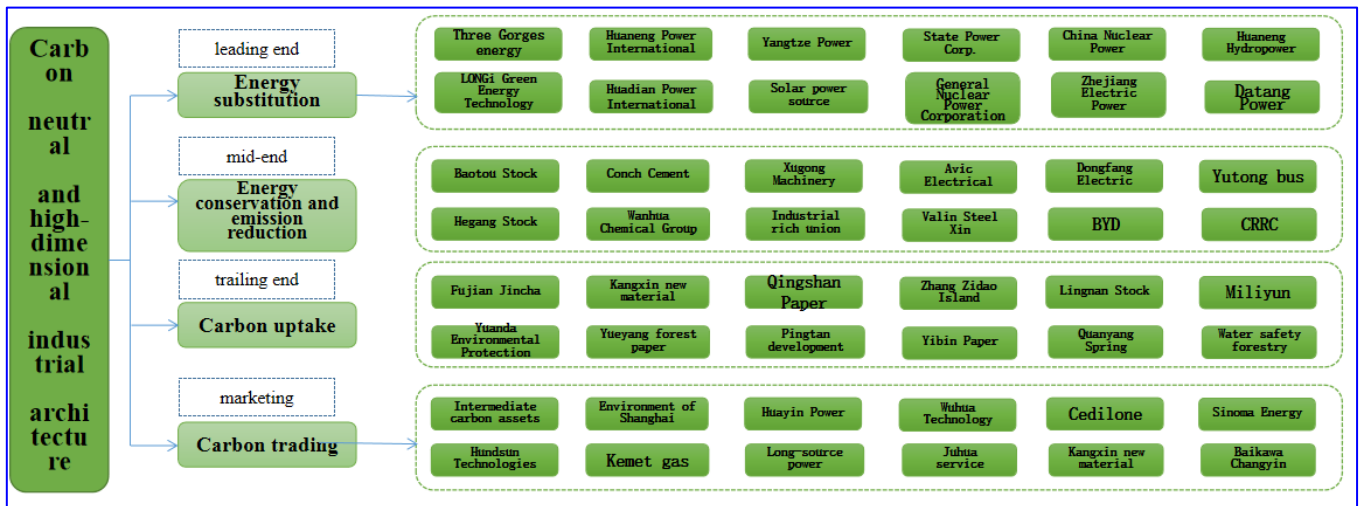 Carb
on
neutr
al
and
high-
dime
nsion
al
indus
trial
archi
tectu
re
leading end
Energy
substitution
Three Gorges
energy
Huaneng Power
International
Yangtze Power
State Power
Corp.
China Nuclear
Power
Huaneng
Hydropower
LONGi Green
Energy
Technology
Huadian Power
International
Solar power
source
General
Nuclear
Power
Corporation
Zhejiang
Electric
Power
Datang
Power
mid-end
Energy
conservation and
emission
reduction
Baotou Stock
Conch Cement
Xugong
Machinery
Avic
Electrical
Dongfang
Electric
Yutong bus
Hegang Stock
Wanhua
Chemical Group
Industrial
rich union
Valin Steel
Xin
BYD
CRRC
trailing end
Carbon uptake
Fujian Jincha
Kangxin new
material
Qingshan
Paper
Zhang Zidao
Island
Lingnan Stock
Miliyun
Yuanda
Environmental
Protection
Yueyang forest
paper
Pingtan
development
Yibin Paper
Quanyang
Spring
Water safety
forestry
marketing
Carbon trading
Intermediate
carbon assets
Environment of
Shanghai
Huayin Power
Wuhua
Technology
Cedilone
Sinoma Energy
Hundsun
Technologies
Kemet gas
Long-source
power
Juhua
service
Kangxin new
material
Baikawa
Changyin